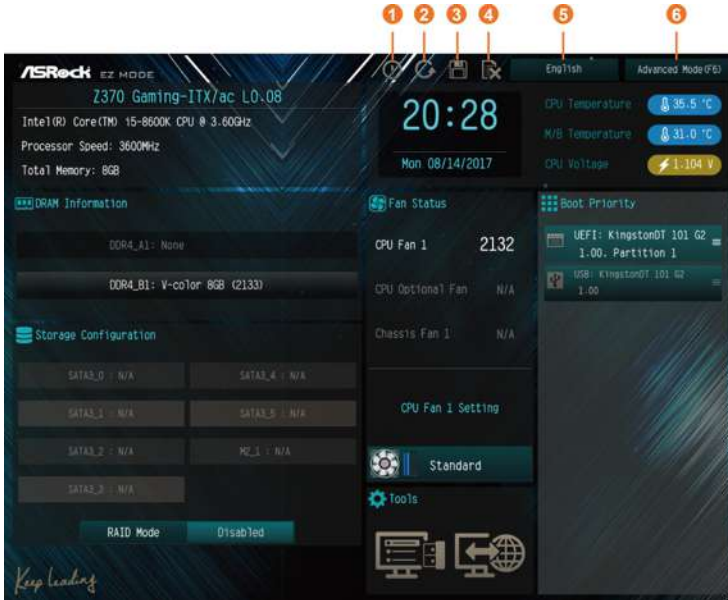 1 2 3 4 5 6
ASRock EZ MODE
English
Advanced Mode(F6)
Z370 Gaming-ITX/ac L0.08
Intel(R) Core(TM) i5-8600K CPU @ 3.60GHz
Processor Speed: 3600MHz
Total Memory: 8GB
20:28
Mon 08/14/2017
CPU Temperature 35.5 °C
M/B Temperature 31.0 °C
CPU Voltage 1.104 V
DRAM Information
DDR4_A1: None
DDR4_B1: V-color 8GB (2133)
Storage Configuration
SATA3_0 : N/A
SATA3_4 : N/A
SATA3_1 : N/A
SATA3_5 : N/A
SATA3_2 : N/A
M2_1 : N/A
SATA3_3 : N/A
RAID Mode Disabled
Keep Leading
Fan Status
CPU Fan 1 2132
CPU Optional Fan N/A
Chassis Fan 1 N/A
CPU Fan 1 Setting
Standard
Tools
Boot Priority
UEFI: KingstonDT 101 G2
1.00. Partition 1
USB: KingstonDT 101 G2
1.00